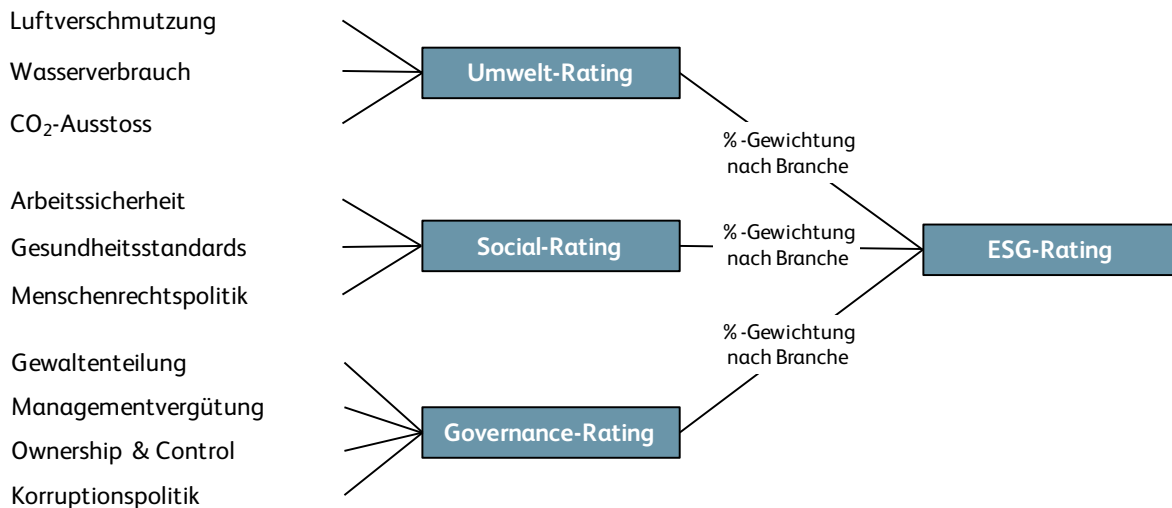 Luftverschmutzung
Wasserverbrauch
CO₂-Ausstoss
Umwelt-Rating
%-Gewichtung
nach Branche
Arbeitssicherheit
Gesundheitsstandards
Menschenrechtspolitik
Social-Rating
%-Gewichtung
nach Branche
Gewaltenteilung
Managementvergütung
Ownership & Control
Korruptionspolitik
Governance-Rating
%-Gewichtung
nach Branche
ESG-Rating